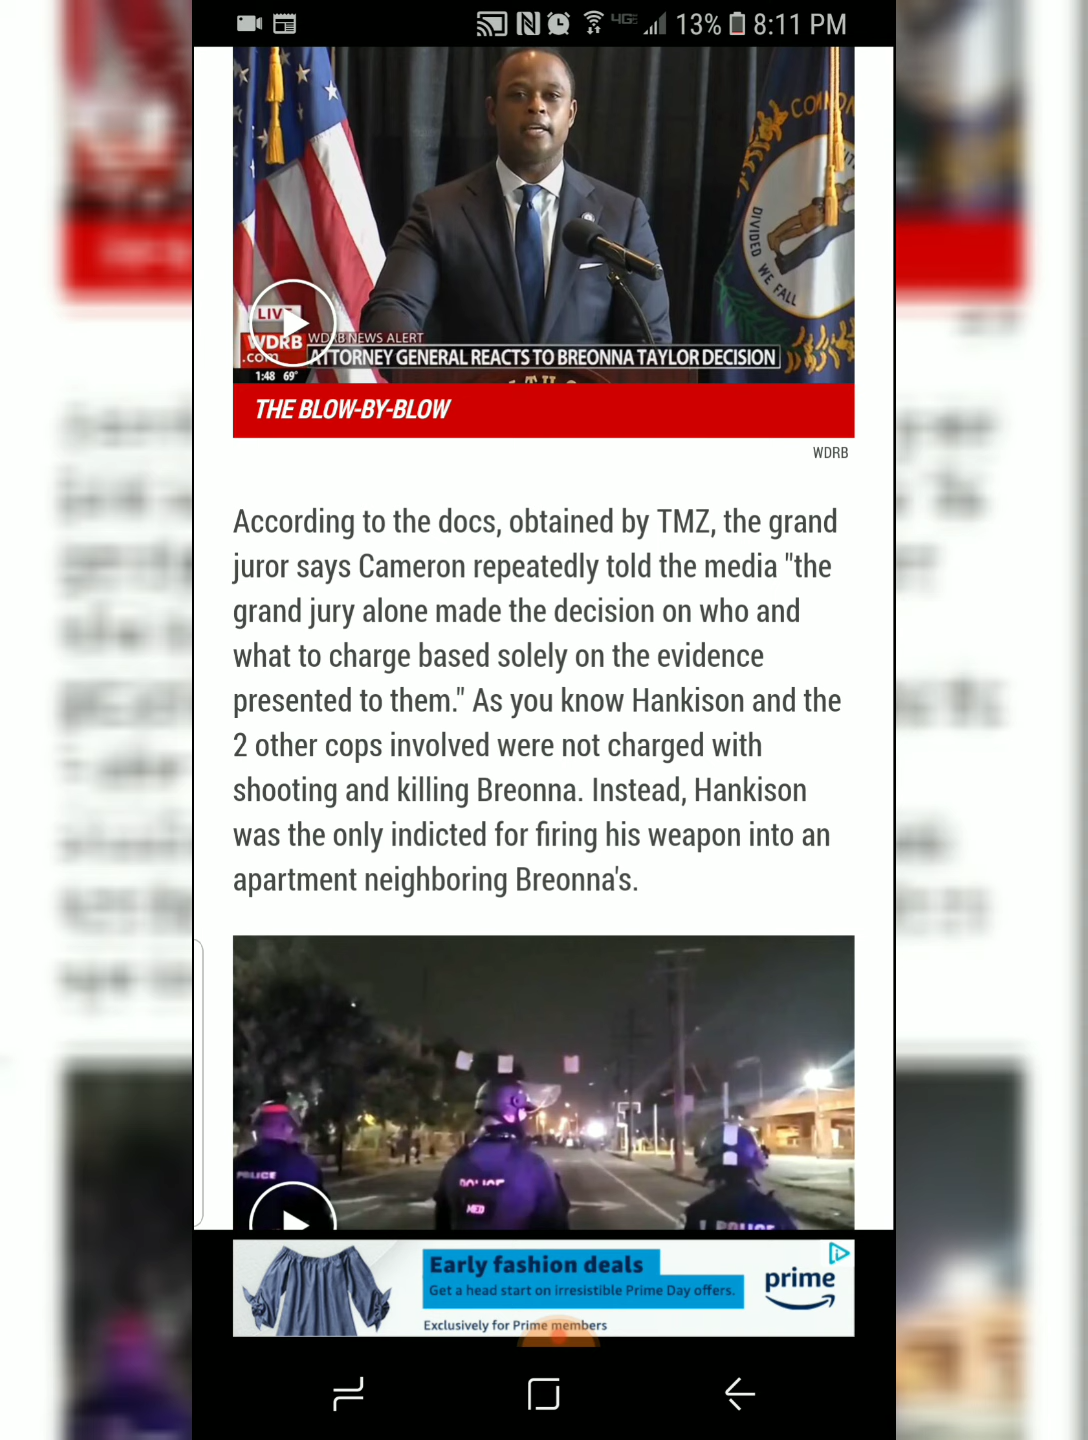 4GE 13% 8:11 PM
COMMON
DIVIDED WE FALL
LIVE
WDRB NEWS ALERT
WDRB
.com
ATTORNEY GENERAL REACTS TO BREONNA TAYLOR DECISION
1:48 69°
THE BLOW-BY-BLOW
WDRB
According to the docs, obtained by TMZ, the grand
juror says Cameron repeatedly told the media "the
grand jury alone made the decision on who and
what to charge based solely on the evidence
presented to them." As you know Hankison and the
2 other cops involved were not charged with
shooting and killing Breonna. Instead, Hankison
was the only indicted for firing his weapon into an
apartment neighboring Breonna's.
POLICE
POLICE
MED
POLICE
Early fashion deals
Get a head start on irresistible Prime Day offers.
prime
Exclusively for Prime members